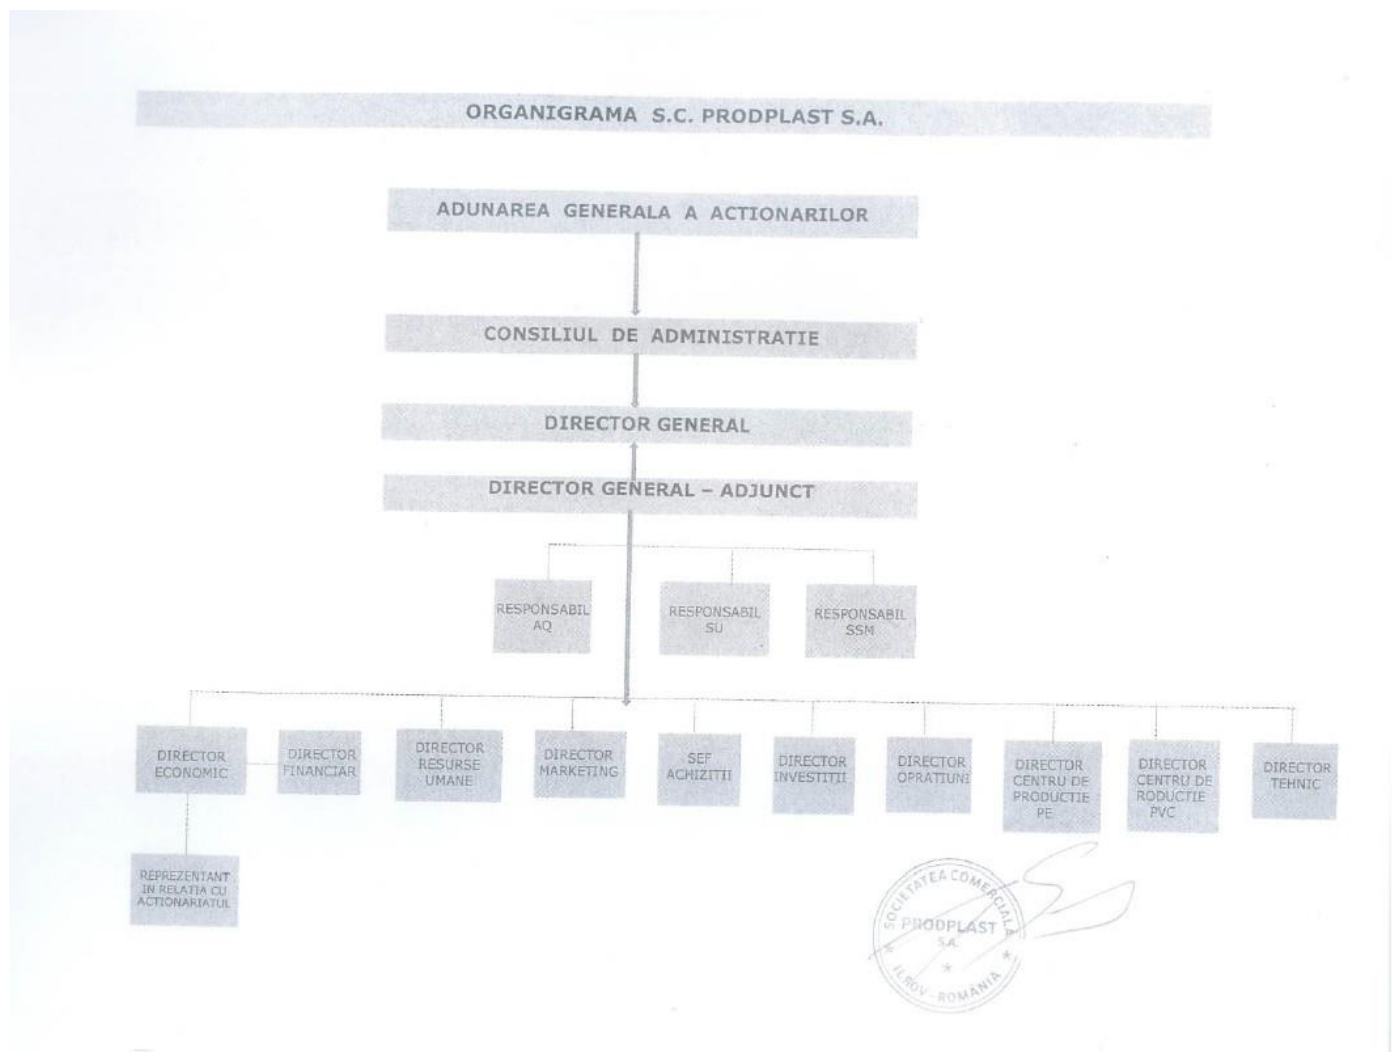 ORGANIGRAMA S.C. PRODPLAST S.A.
ADUNAREA GENERALA A ACTIONARILOR
CONSILIUL DE ADMINISTRATIE
DIRECTOR GENERAL
DIRECTOR GENERAL – ADJUNCT
RESPONSABIL
AQ
RESPONSABIL
SU
RESPONSABIL
SSM
DIRECTOR
ECONOMIC
DIRECTOR
FINANCIAR
DIRECTOR
RESURSE
UMANE
DIRECTOR
MARKETING
SEF
ACHIZITII
DIRECTOR
INVESTITII
DIRECTOR
OPRATIUNI
DIRECTOR
CENTRU DE
PRODUCTIE
PE
DIRECTOR
CENTRU DE
RODUCTIE
PVC
DIRECTOR
TEHNIC
REPREZENTANT
IN RELATIA CU
ACTIONARIATUL
SOCIETATEA COMERCIALA
PRODPLAST
S.A.
ILFOV - ROMÂNIA